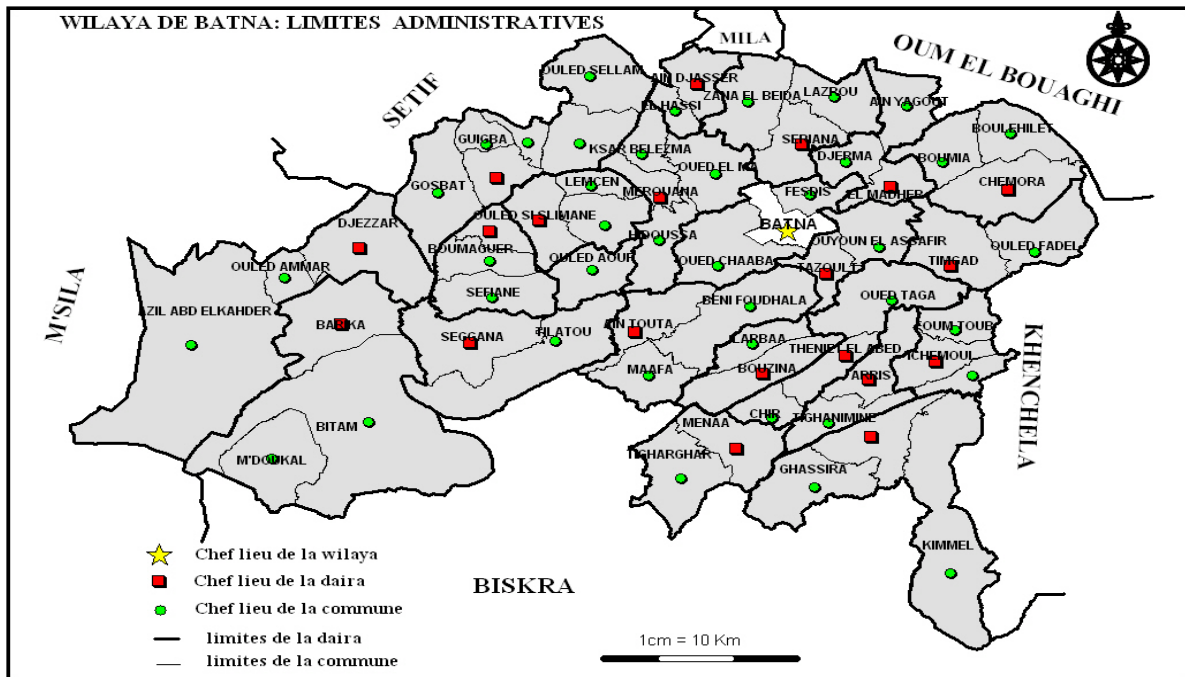 WILAYA DE BATNA: LIMITES ADMINISTRATIVES
MILA
OUM EL BOUAGHI
SETIF
M'SILA
KHENCHELA
BISKRA
OULED SELLAM
AIN DJASSER
ZANA EL BEIDA
LAZROU
AIN YAGOUT
EL HASSI
BOULEHILET
GUIGBA
KSAR BELEZMA
SERIANA
DJERMA
BOUMIA
OUED EL MA
GOSBAT
LEMCEN
MEROUANA
FESDIS
EL MADHER
CHEMORA
DJEZZAR
OULED SI SLIMANE
BATNA
HIDOUSSA
OUYOUN EL ASSAFIR
OULED FADEL
BOUMAGUER
OULED AOUF
OUED CHAABA
TAZOULT
TIMGAD
OULED AMMAR
SEFIANE
BENI FOUDHALA
OUED TAGA
AZIL ABD ELKAHDER
BARIKA
SEGGANA
TILATOU
AIN TOUTA
LARBAA
THENIET EL ABED
FOUM TOUB
ICHEMOUL
MAAFA
BOUZINA
ARRIS
CHIR
TIGHANIMINE
MENAA
BITAM
M'DOUKAL
TIGHARGHAR
GHASSIRA
KIMMEL
Chef lieu de la wilaya
Chef lieu de la daira
Chef lieu de la commune
limites de la daira
limites de la commune
1cm = 10 Km